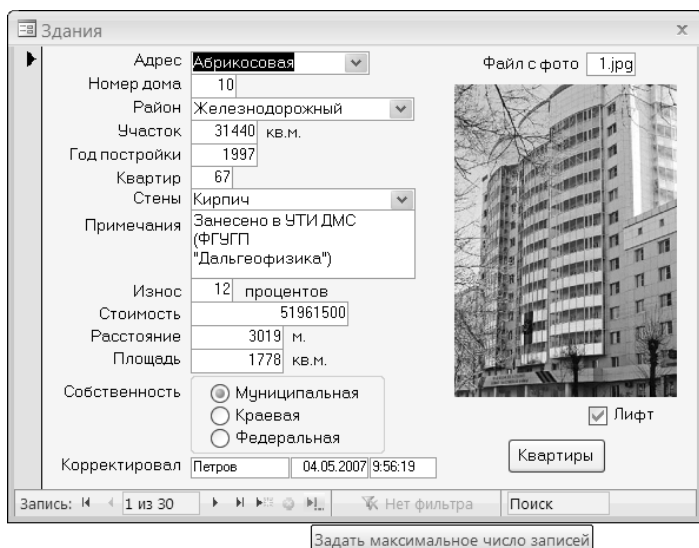 Здания x
Адрес Абрикосовая
Номер дома 10
Район Железнодорожный
Участок 31440 кв.м.
Год постройки 1997
Квартир 67
Стены Кирпич
Примечания Занесено в УТИ ДМС
(ФГУГП
"Дальгеофизика")
Износ 12 процентов
Стоимость 51961500
Расстояние 3019 м.
Площадь 1778 кв.м.
Собственность Муниципальная
Краевая
Федеральная
Корректировал Петров 04.05.2007 9:56:19
Файл с фото 1.jpg
Лифт
Квартиры
Запись: 1 из 30 Нет фильтра Поиск
Задать максимальное число записей